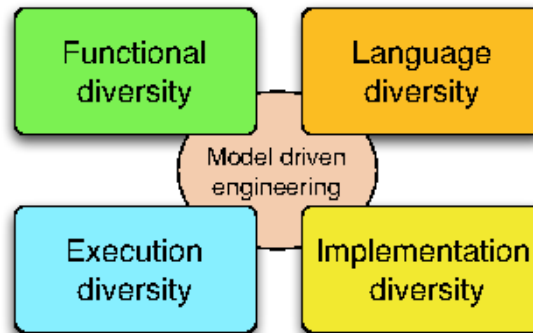 Functional
diversity
Language
diversity
Model driven
engineering
Execution
diversity
Implementation
diversity